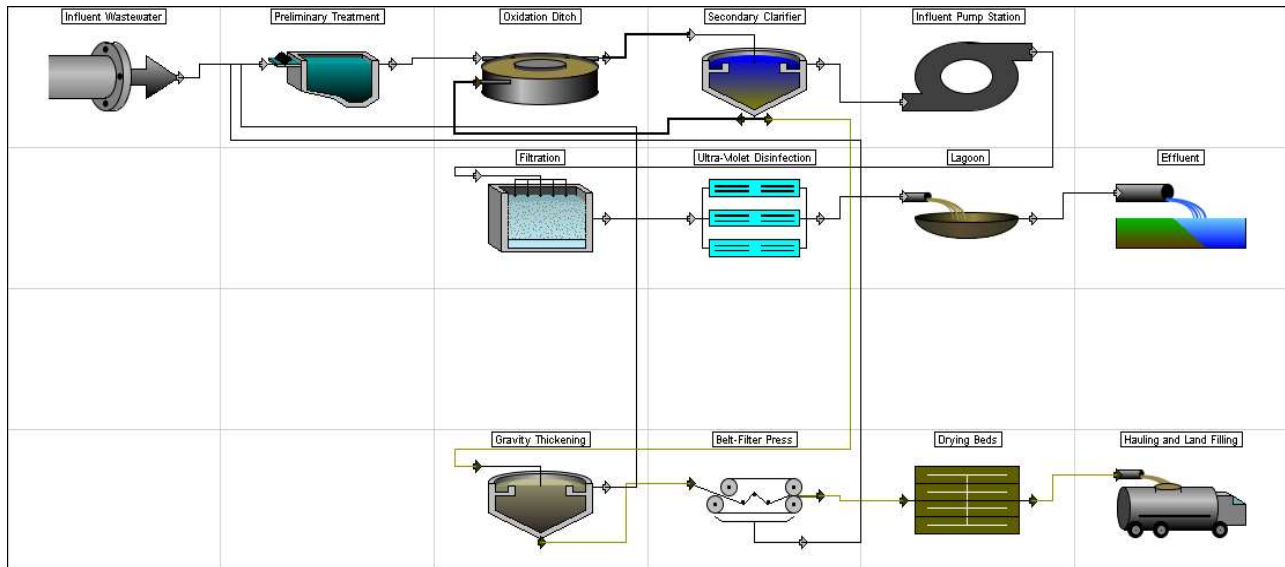 Influent Wastewater
Preliminary Treatment
Oxidation Ditch
Secondary Clarifier
Influent Pump Station
Filtration
Ultra-Violet Disinfection
Lagoon
Effluent
Gravity Thickening
Belt-Filter Press
Drying Beds
Hauling and Land Filling